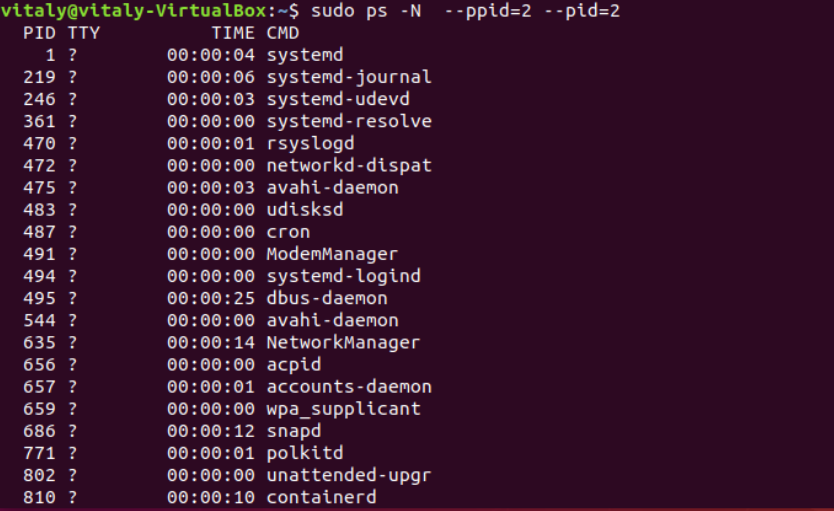 vitaly@vitaly-VirtualBox:~$ sudo ps -N  --ppid=2 --pid=2
    PID TTY          TIME CMD
      1 ?        00:00:04 systemd
    219 ?        00:00:06 systemd-journal
    246 ?        00:00:03 systemd-udevd
    361 ?        00:00:00 systemd-resolve
    470 ?        00:00:01 rsyslogd
    472 ?        00:00:00 networkd-dispat
    475 ?        00:00:03 avahi-daemon
    483 ?        00:00:00 udisksd
    487 ?        00:00:00 cron
    491 ?        00:00:00 ModemManager
    494 ?        00:00:00 systemd-logind
    495 ?        00:00:25 dbus-daemon
    544 ?        00:00:00 avahi-daemon
    635 ?        00:00:14 NetworkManager
    656 ?        00:00:00 acpid
    657 ?        00:00:01 accounts-daemon
    659 ?        00:00:00 wpa_supplicant
    686 ?        00:00:12 snapd
    771 ?        00:00:01 polkitd
    802 ?        00:00:00 unattended-upgr
    810 ?        00:00:10 containerd